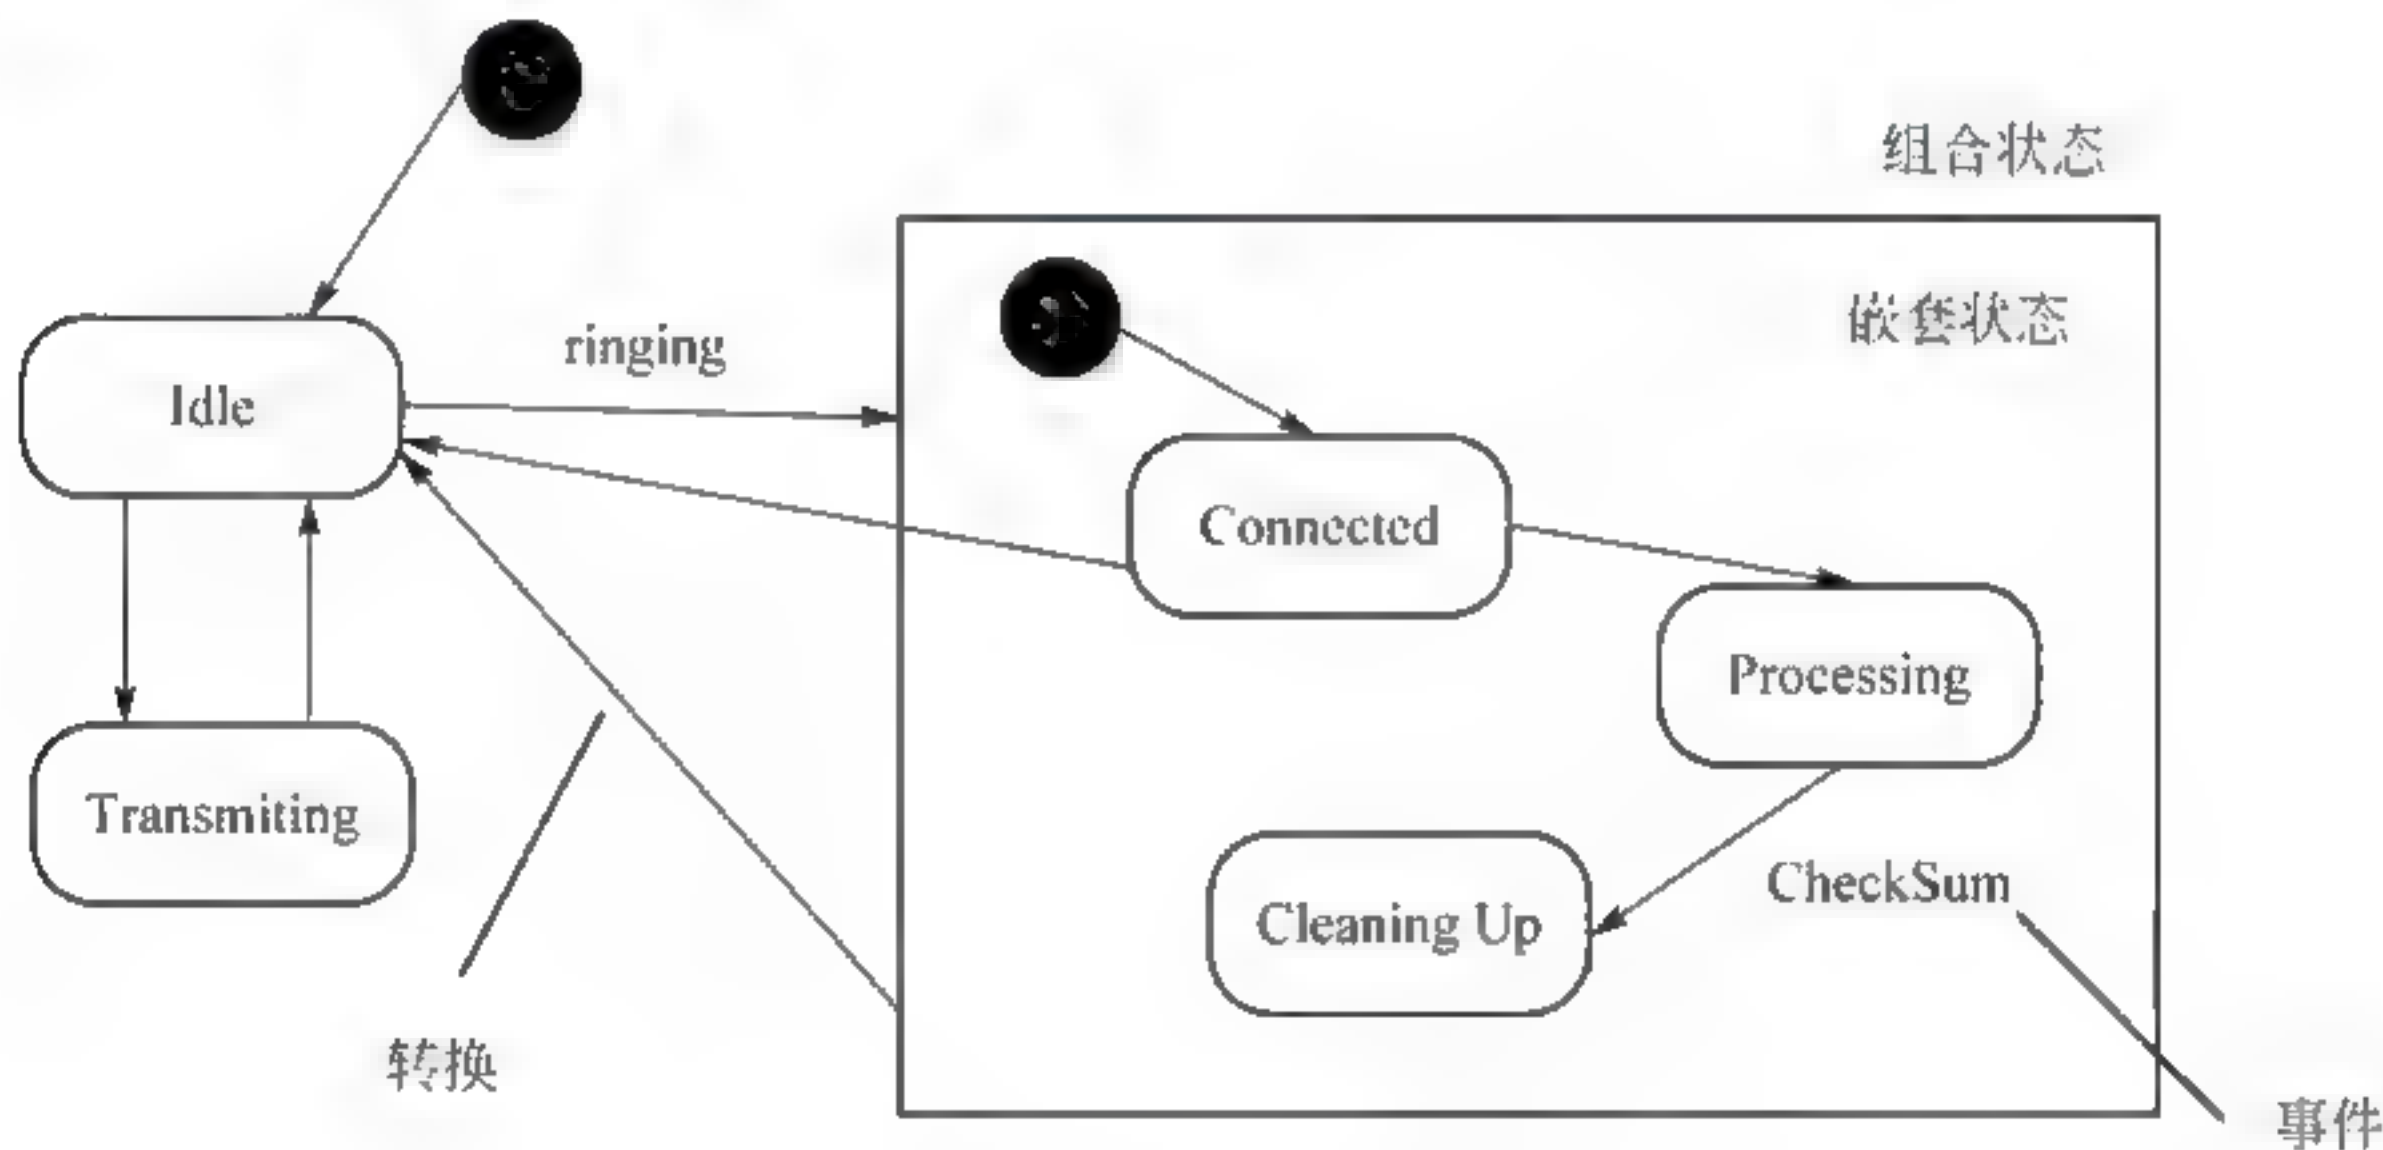 组合状态
嵌套状态
ringing
Idle
Connected
Processing
Transmiting
CheckSum
Cleaning Up
转换
事件